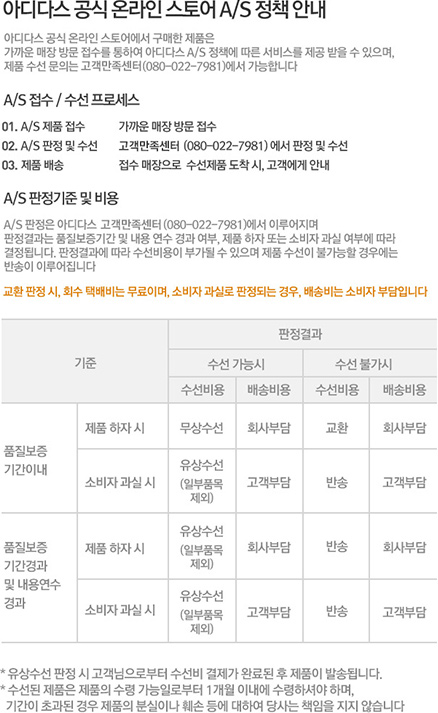 아디다스 공식 온라인 스토어 A/S 정책 안내
아디다스 공식 온라인 스토어에서 구매한 제품은
가까운 매장 방문 접수를 통하여 아디다스 A/S 정책에 따른 서비스를 제공 받을 수 있으며,
제품 수선 문의는 고객만족센터(080-022-7981)에서 가능합니다
A/S 접수 / 수선 프로세스
01. A/S 제품 접수 가까운 매장 방문 접수
02. A/S 판정 및 수선 고객만족센터 (080-022-7981) 에서 판정 및 수선
03. 제품 배송 접수 매장으로 수선제품 도착 시, 고객에게 안내
A/S 판정기준 및 비용
A/S 판정은 아디다스 고객만족센터 (080-022-7981)에서 이루어지며
판정결과는 품질보증기간 및 내용 연수 경과 여부, 제품 하자 또는 소비자 과실 여부에 따라
결정됩니다. 판정결과에 따라 수선비용이 부가될 수 있으며 제품 수선이 불가능할 경우에는
반송이 이루어집니다
교환 판정 시, 회수 택배비는 무료이며, 소비자 과실로 판정되는 경우, 배송비는 소비자 부담입니다
기준 판정결과
수선 가능시 수선 불가시
수선비용 배송비용 수선비용 배송비용
품질보증
기간이내
제품 하자 시 무상수선 회사부담 교환 회사부담
소비자 과실 시 유상수선
(일부품목
제외)
고객부담 반송 고객부담
품질보증
기간경과
및 내용연수
경과
제품 하자 시 유상수선
(일부품목
제외)
회사부담 반송 회사부담
소비자 과실 시 유상수선
(일부품목
제외)
고객부담 반송 고객부담
* 유상수선 판정 시 고객님으로부터 수선비 결제가 완료된 후 제품이 발송됩니다.
* 수선된 제품은 제품의 수령 가능일로부터 1개월 이내에 수령하셔야 하며,
기간이 초과된 경우 제품의 분실이나 훼손 등에 대하여 당사는 책임을 지지 않습니다